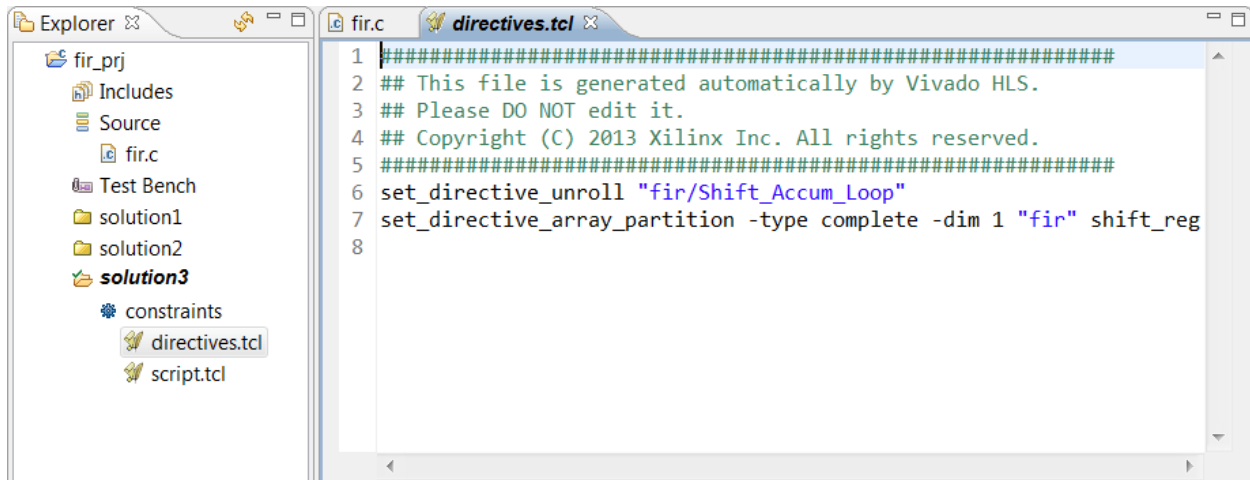 Explorer
fir_prj
Includes
Source
fir.c
Test Bench
solution1
solution2
solution3
constraints
directives.tcl
script.tcl
fir.c
directives.tcl
1 ############################################################
2 ## This file is generated automatically by Vivado HLS.
3 ## Please DO NOT edit it.
4 ## Copyright (C) 2013 Xilinx Inc. All rights reserved.
5 ############################################################
6 set_directive_unroll "fir/Shift_Accum_Loop"
7 set_directive_array_partition -type complete -dim 1 "fir" shift_reg
8